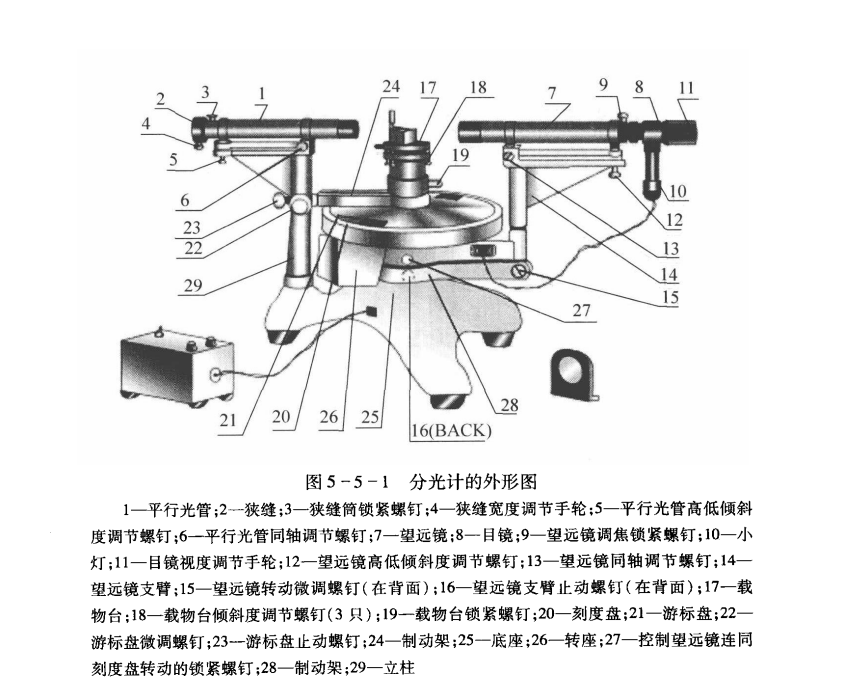 3 1 24 17 18 7 9 8 11
2
4
5
19
6
10
23
12
22
13
14
29
15
27
21 20 26 25 28
16(BACK)
图5-5-1 分光计的外形图
1—平行光管;2—狭缝;3—狭缝筒锁紧螺钉;4—狭缝宽度调节手轮;5—平行光管高低倾斜
度调节螺钉;6—平行光管同轴调节螺钉;7—望远镜;8—目镜;9—望远镜调焦锁紧螺钉;10—小
灯;11—目镜视度调节手轮;12—望远镜高低倾斜度调节螺钉;13—望远镜同轴调节螺钉;14—
望远镜支臂;15—望远镜转动微调螺钉(在背面);16—望远镜支臂止动螺钉(在背面);17—载
物台;18—载物台倾斜度调节螺钉(3只);19—载物台锁紧螺钉;20—刻度盘;21—游标盘;22—
游标盘微调螺钉;23—游标盘止动螺钉;24—制动架;25—底座;26—转座;27—控制望远镜连同
刻度盘转动的锁紧螺钉;28—制动架;29—立柱